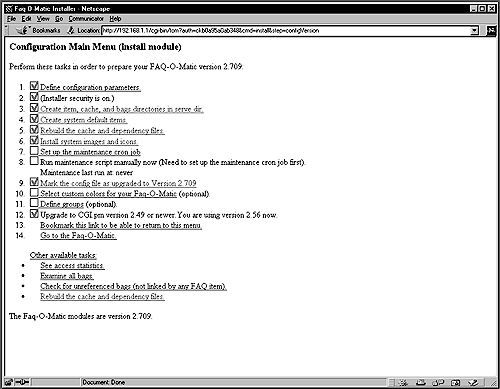 Faq O Matic Installer - Netscape
File Edit View Go Communicator Help
Bookmarks Location: http://192.168.1.1/cgi-bin/fom?auth=ckb0a95a0ab348&cmd=install&step=configVersion
Configuration Main Menu (Install module)
Perform these tasks in order to prepare your FAQ-O-Matic version 2.709.
1. Define configuration parameters.
2. (Installer security is on.)
3. Create item, cache, and bags directories in serve dir.
4. Create system default items.
5. Rebuild the cache and dependency files.
6. Install system images and icons.
7. Set up the maintenance cron job
8. Run maintenance script manually now (Need to set up the maintenance cron job first).
Maintenance last run at: never
9. Mark the config file as upgraded to Version 2.709
10. Select custom colors for your Faq-O-Matic (optional).
11. Define groups (optional).
12. Upgrade to CGI pm version 2.49 or newer. You are using version 2.56 now.
13. Bookmark this link to be able to return to this menu.
14. Go to the Faq-O-Matic.
Other available tasks:
• See access statistics.
• Examine all bags.
• Check for unreferenced bags (not linked by any FAQ item).
• Rebuild the cache and dependency files.
The Faq-O-Matic modules are version 2.709.
Document: Done